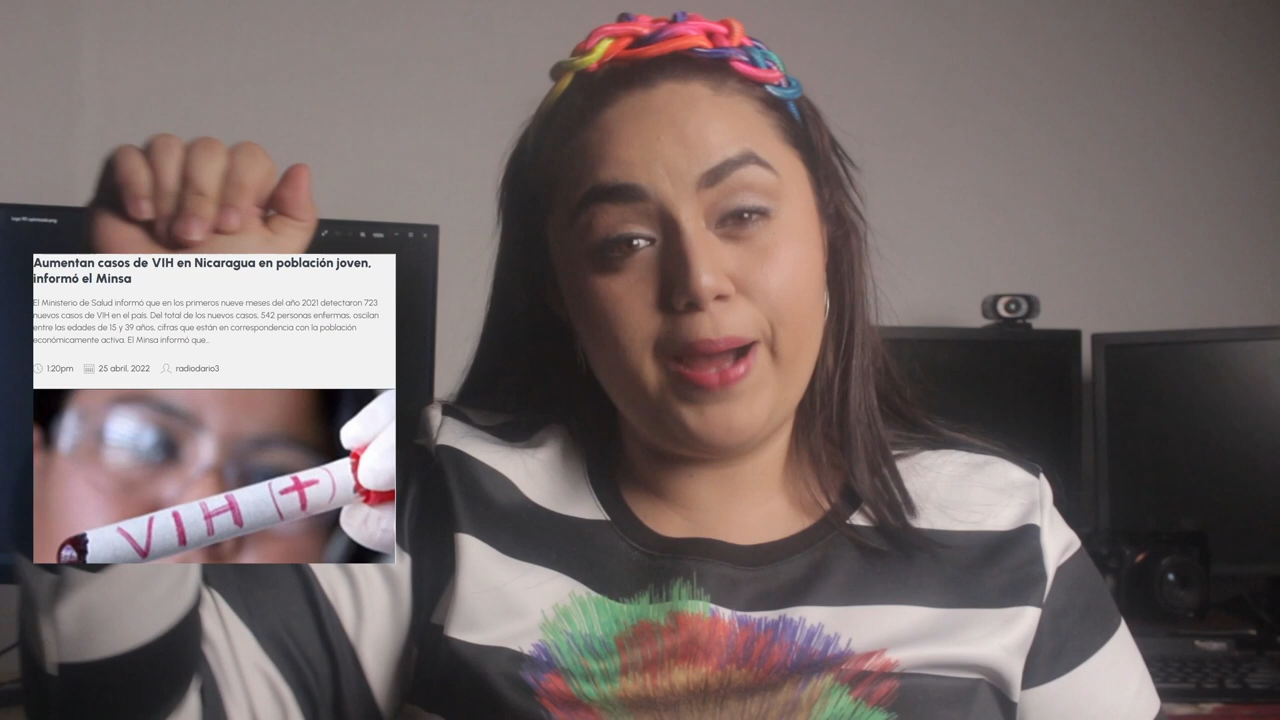 Aumentan casos de VIH en Nicaragua en población joven,
informó el Minsa
El Ministerio de Salud informó que en los primeros nueve meses del año 2021 detectaron 723
nuevos casos de VIH en el país. Del total de los nuevos casos, 542 personas enfermas, oscilan
entre las edades de 15 y 39 años, cifras que están en correspondencia con la población
económicamente activa. El Minsa informó que...
1:20pm 25 abril, 2022 radiodario3
VIH (+)